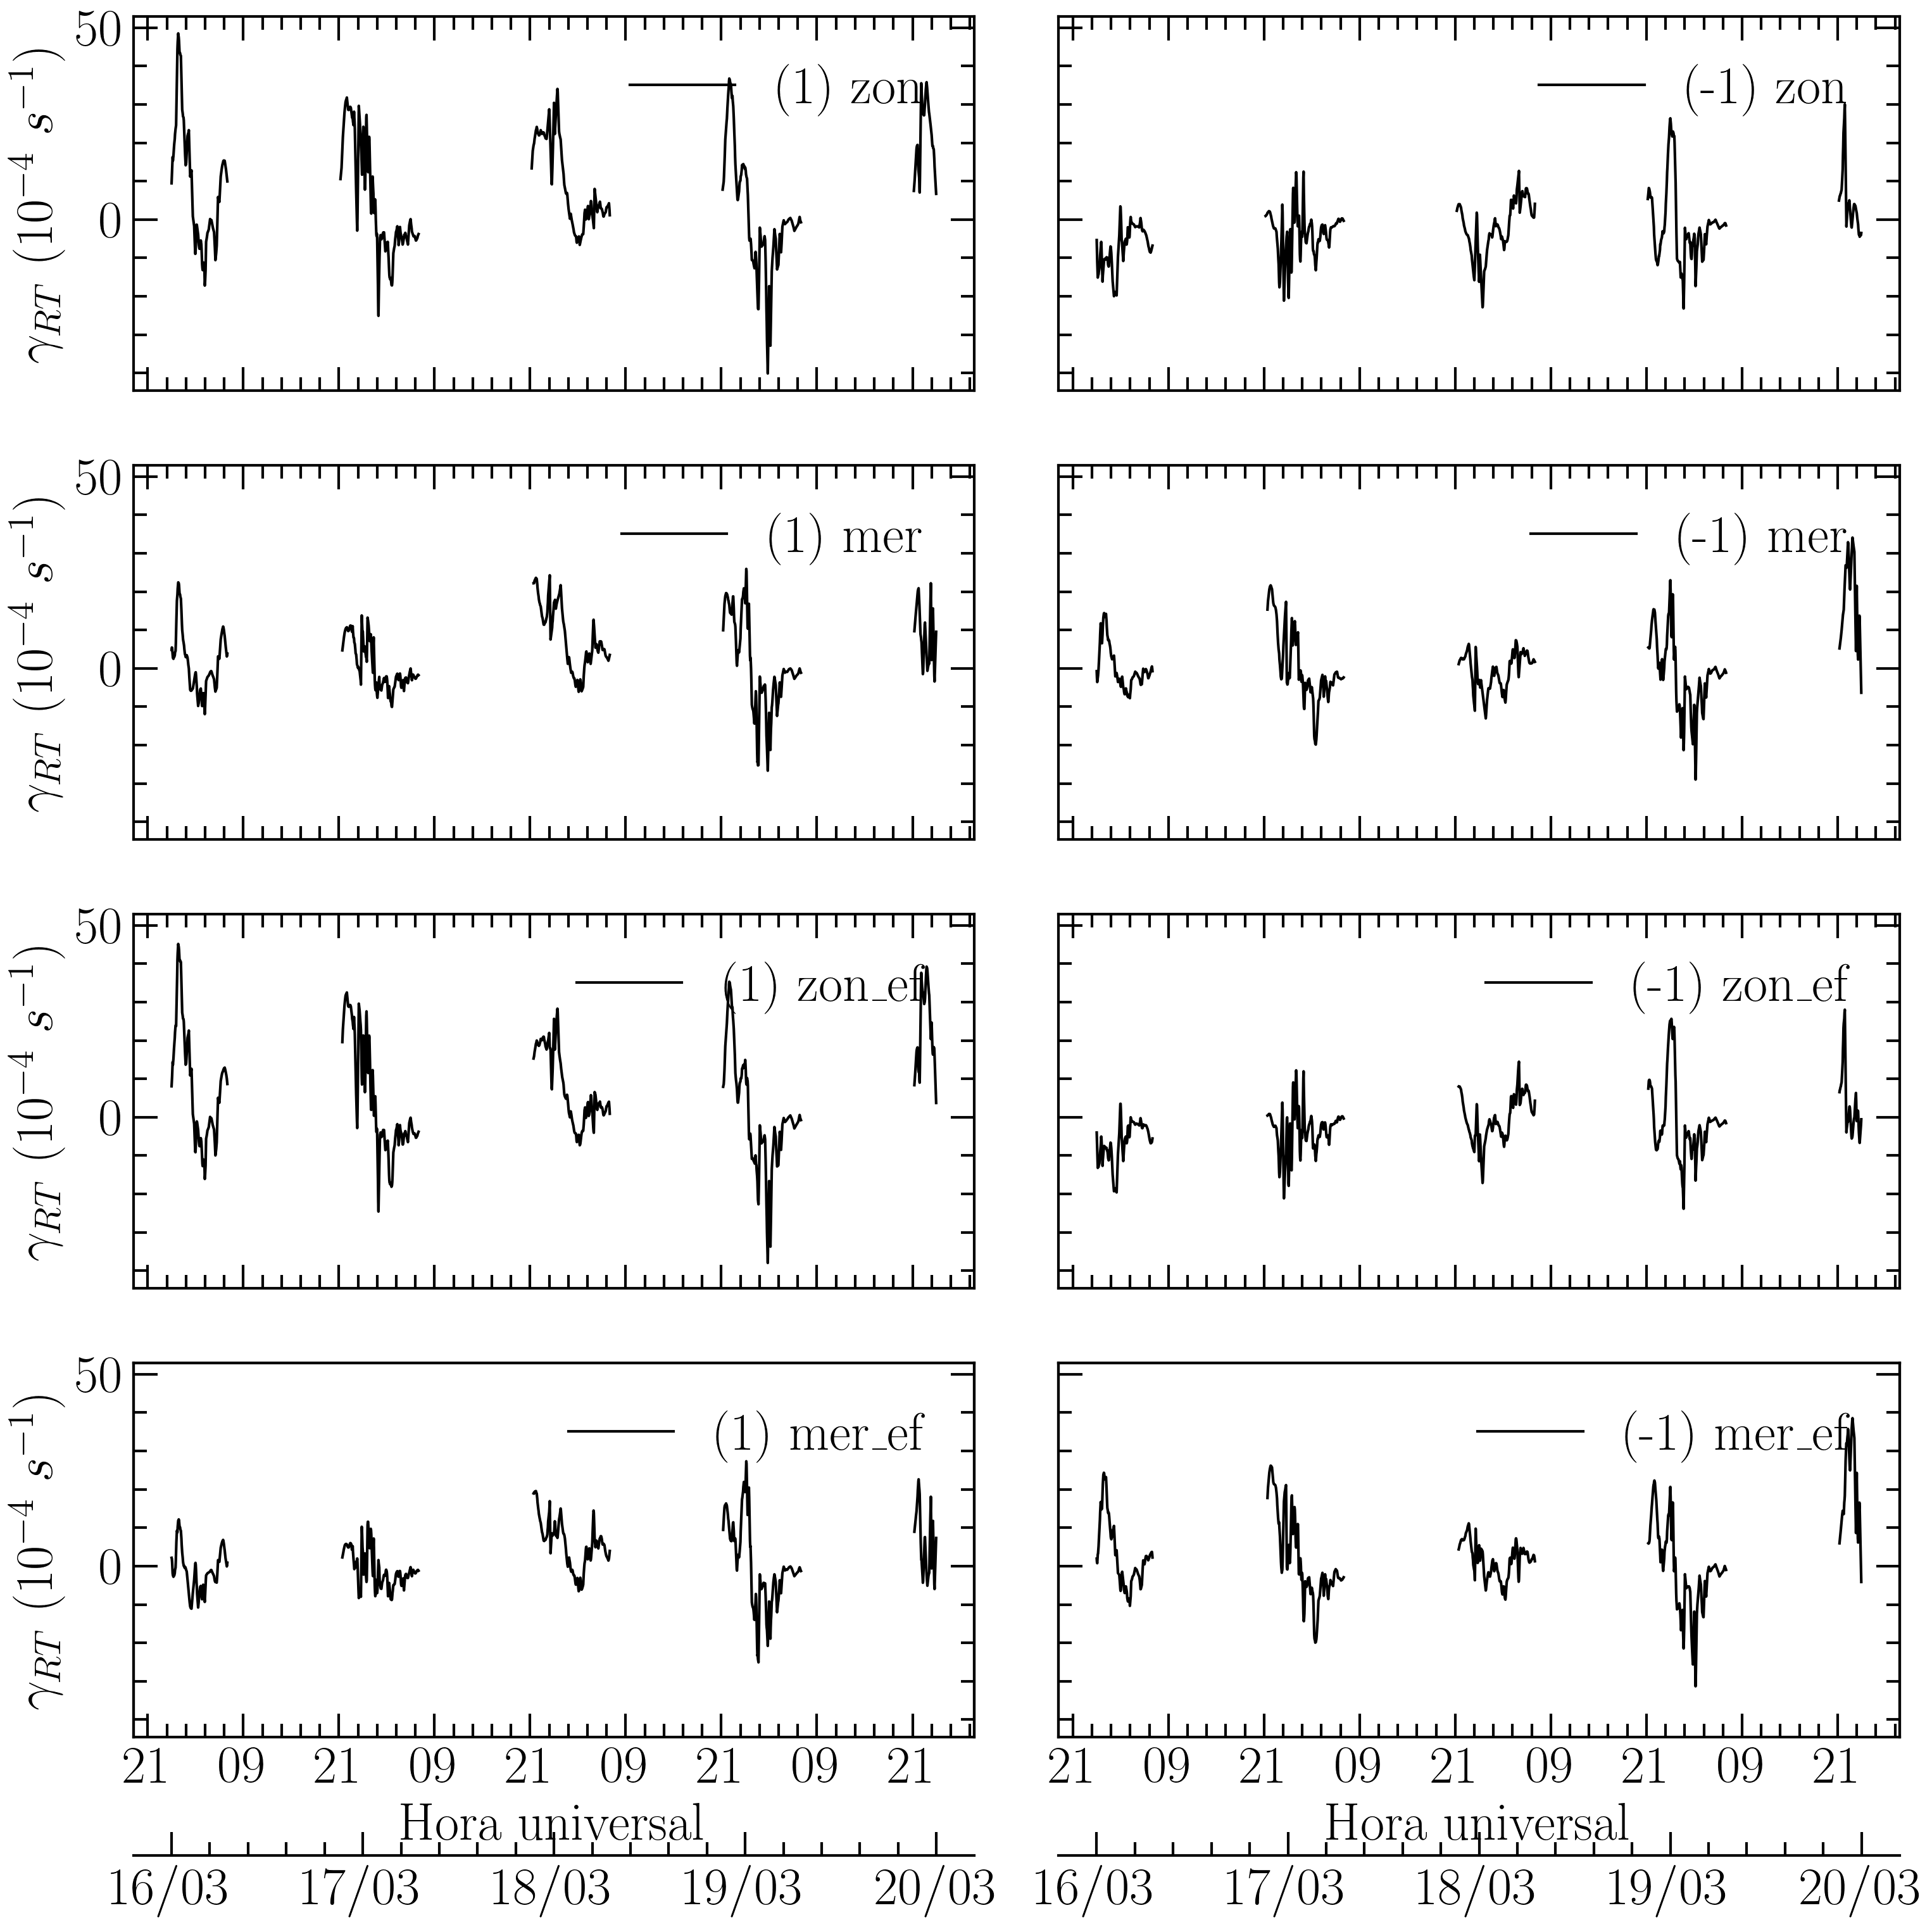 50
0
γRT (10−4 s−1)
(1) zon
(-1) zon
50
0
γRT (10−4 s−1)
(1) mer
(-1) mer
50
0
γRT (10−4 s−1)
(1) zon_ef
(-1) zon_ef
50
0
γRT (10−4 s−1)
(1) mer_ef
(-1) mer_ef
21 09 21 09 21 09 21 09 21
21 09 21 09 21 09 21 09 21
Hora universal
Hora universal
16/03 17/03 18/03 19/03 20/03
16/03 17/03 18/03 19/03 20/03